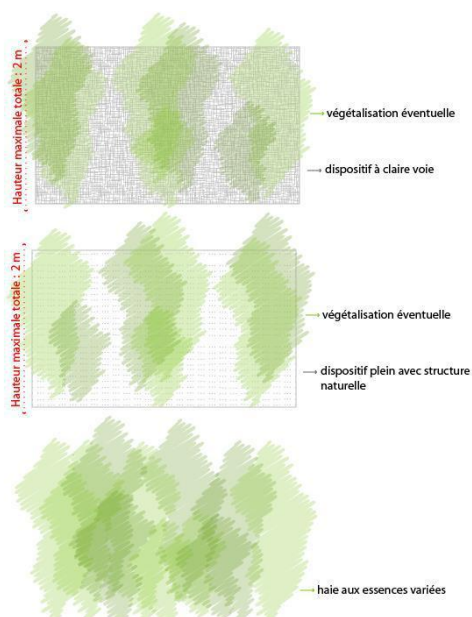 Hauteur maximale totale : 2 m
végétalisation éventuelle
dispositif à claire voie
Hauteur maximale totale : 2 m
végétalisation éventuelle
dispositif plein avec structure
naturelle
haie aux essences variées